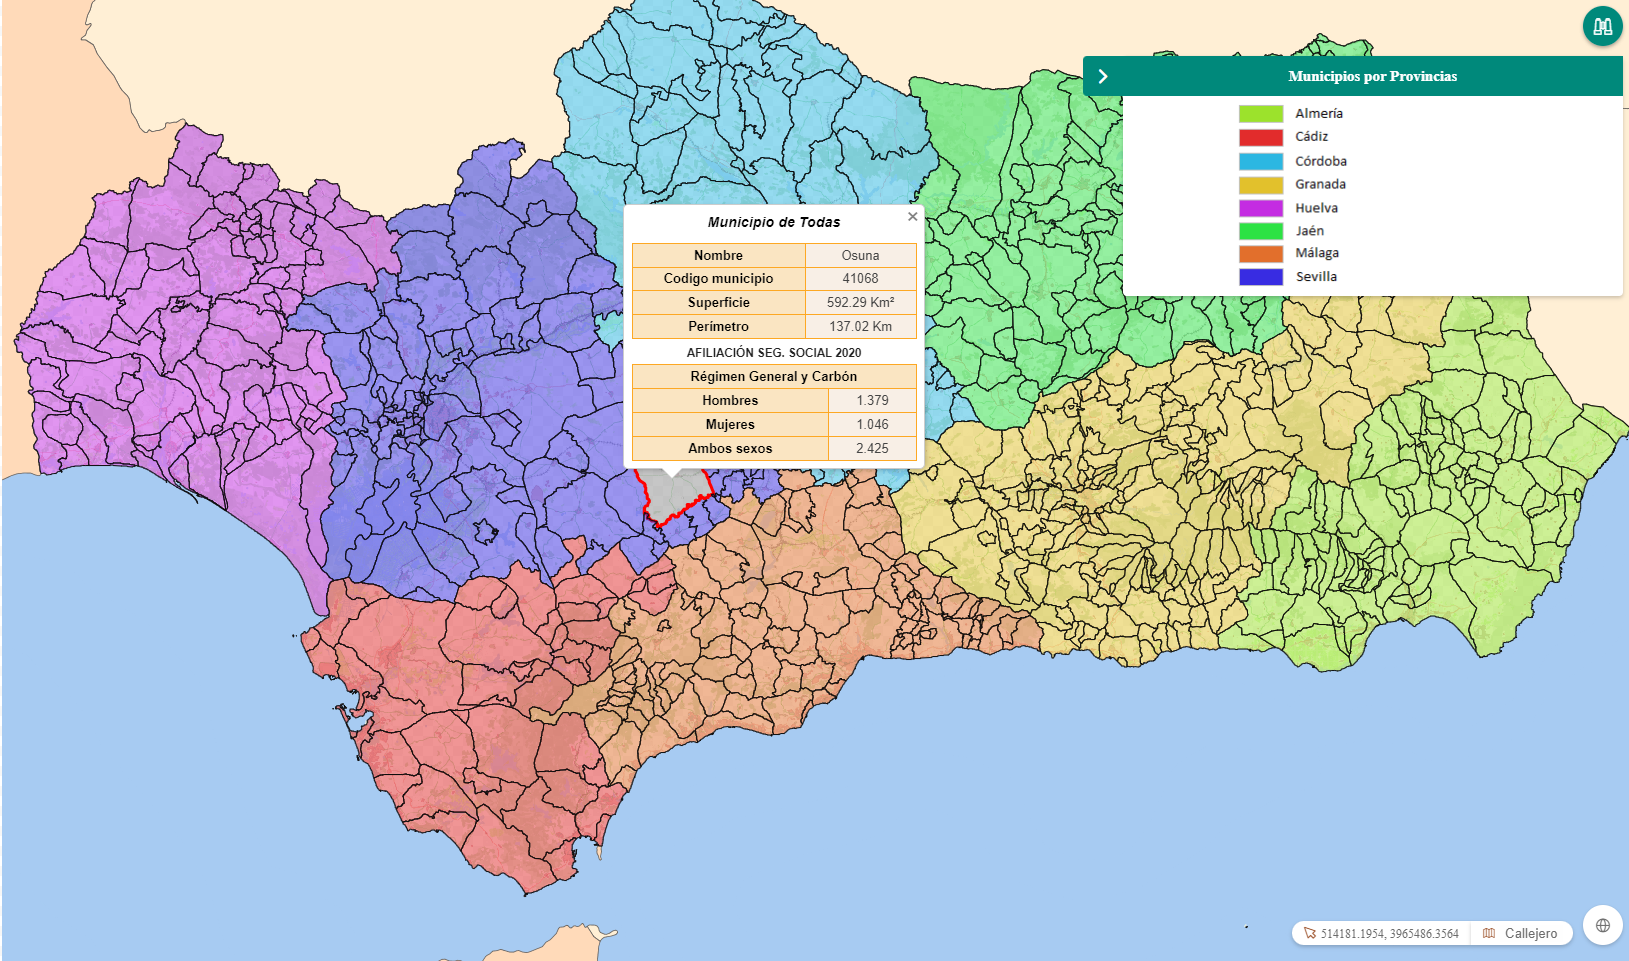 Municipios por Provincias
Almería
Cádiz
Córdoba
Granada
Huelva
Jaén
Málaga
Sevilla
Municipio de Todas
Nombre Osuna
Codigo municipio 41068
Superficie 592.29 Km²
Perímetro 137.02 Km
AFILIACIÓN SEG. SOCIAL 2020
Régimen General y Carbón
Hombres 1.379
Mujeres 1.046
Ambos sexos 2.425
514181.1954, 3965486.3564 Callejero